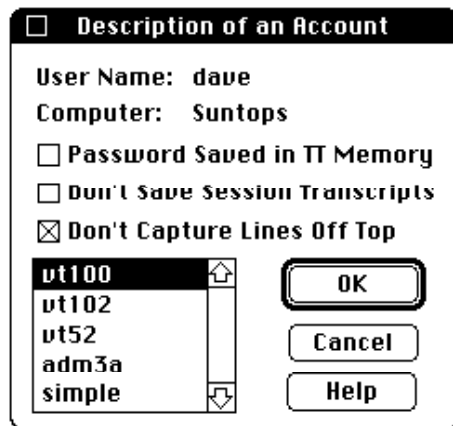 Description of an Account
User Name: dave
Computer: Suntops
Password Saved in TT Memory
Don't Save Session Transcripts
Don't Capture Lines Off Top
vt100
vt102
vt52
adm3a
simple
OK
Cancel
Help